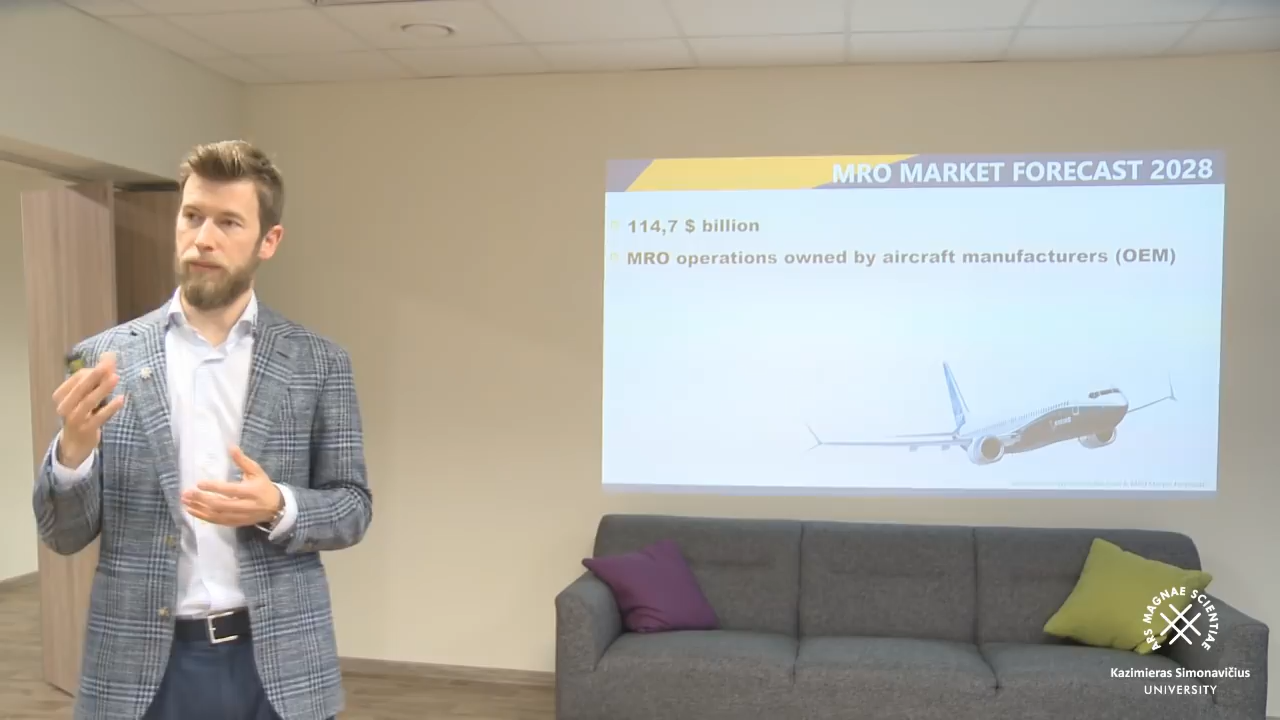 MRO MARKET FORECAST 2028
114,7 $ billion
MRO operations owned by aircraft manufacturers (OEM)
ARS MAGNAE SCIENTIAE
Kazimieras Simonavičius
UNIVERSITY